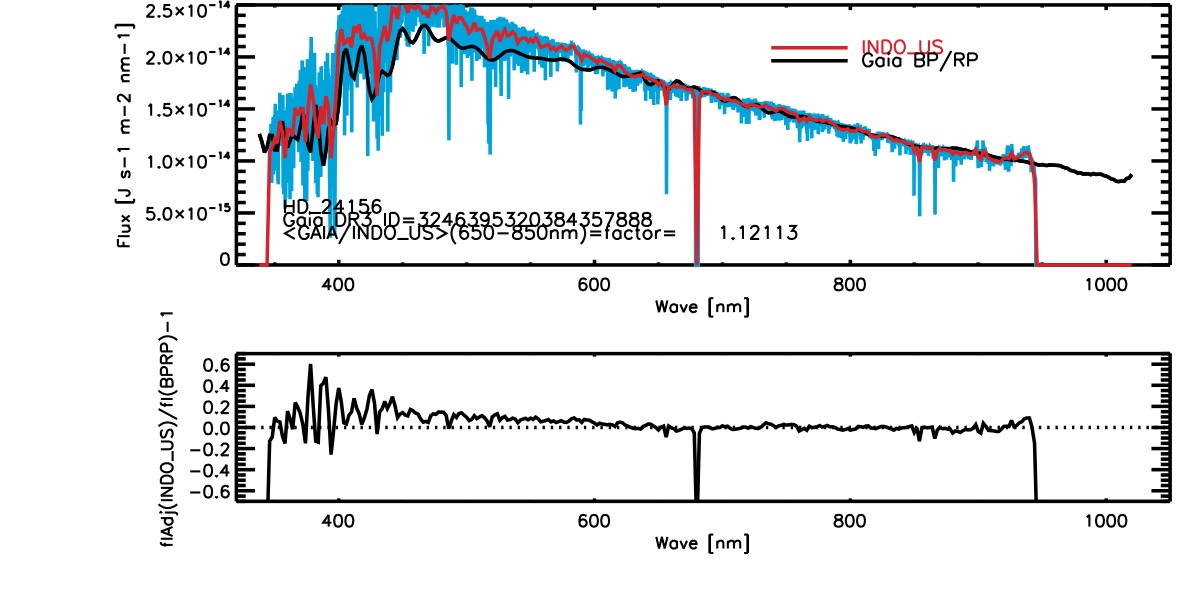 2.5×10⁻¹⁴
2.0×10⁻¹⁴
1.5×10⁻¹⁴
1.0×10⁻¹⁴
5.0×10⁻¹⁵
0
Flux [J s-1 m-2 nm-1]
INDO_US
Gaia BP/RP
HD_24156
Gaia DR3 ID=3246395320384357888
<GAIA/INDO_US>(650-850nm)=factor= 1.12113
400 600 800 1000
Wave [nm]
flAdj(INDO_US)/fl(BPRP)-1
0.6
0.4
0.2
0.0
-0.2
-0.4
-0.6
400 600 800 1000
Wave [nm]